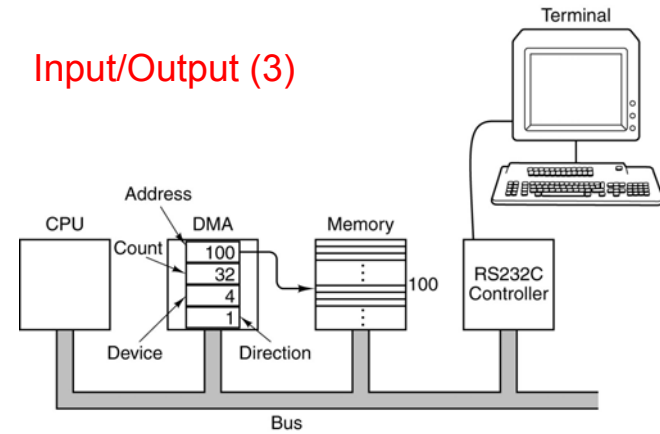 Terminal
Input/Output (3)
Address
CPU
DMA
Memory
Count
100
32
4
1
100
RS232C
Controller
Device
Direction
Bus